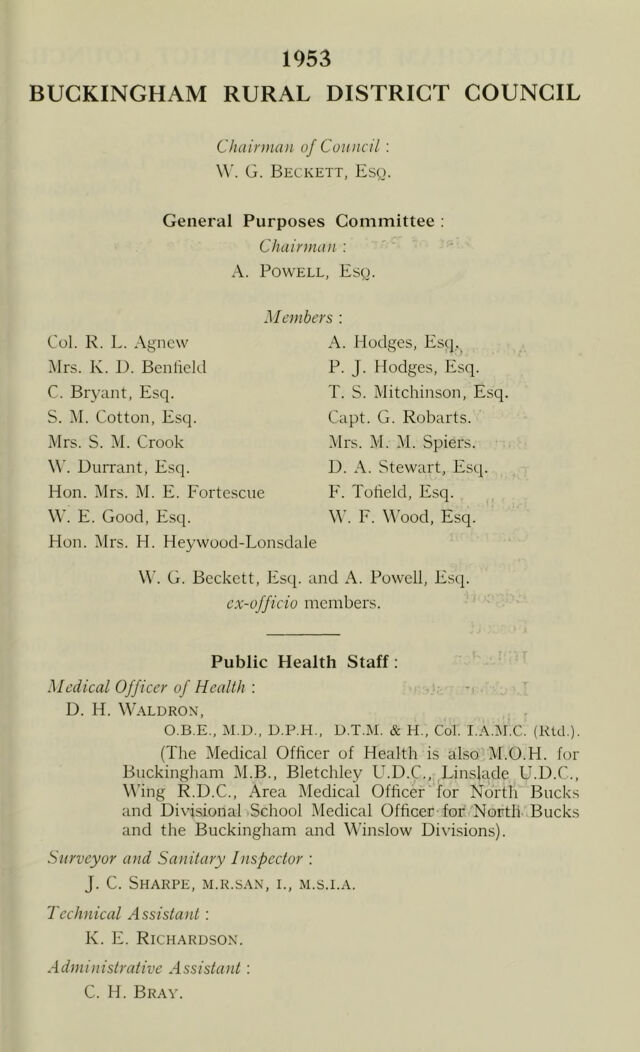 1953
BUCKINGHAM RURAL DISTRICT COUNCIL
Chairman of Council :
W. G. Beckett, Esq.
General Purposes Committee :
Chairman :
A. Powell, Esq.
Members :
Col. R. L. Agnew
Mrs. K. D. Benfield
C. Bryant, Esq.
S. M. Cotton, Esq.
Mrs. S. M. Crook
W. Durrant, Esq.
Hon. Mrs. M. E. Fortescue
W. E. Good, Esq.
Hon. Mrs. H. Heywood-Lonsdale
A. Hodges, Esq.
P. J. Hodges, Esq.
T. S. Mitchinson, Esq.
Capt. G. Robarts.
Mrs. M. M. Spiers.
D. A. Stewart, Esq.
F. Tofield, Esq.
W. F. Wood, Esq.
W. G. Beckett, Esq. and A. Powell, Esq.
ex-officio members.
Public Health Staff :
Medical Officer of Health :
D. H. Waldron,
O.B.E., M.D., D.P.H., D.T.M. & H., Col. I.A.M.C. (Rtd.).
(The Medical Officer of Health is also M.O.H. for
Buckingham M.B., Bletchley U.D.C., Linslade U.D.C.,
Wing R.D.C., Area Medical Officer for North Bucks
and Divisional School Medical Officer for North Bucks
and the Buckingham and Winslow Divisions).
Surveyor and Sanitary Inspector :
J. C. Sharpe, M.R.SAN, I., M.S.I.A.
Technical Assistant :
K. E. Richardson.
Administrative Assistant :
C. H. Bray.